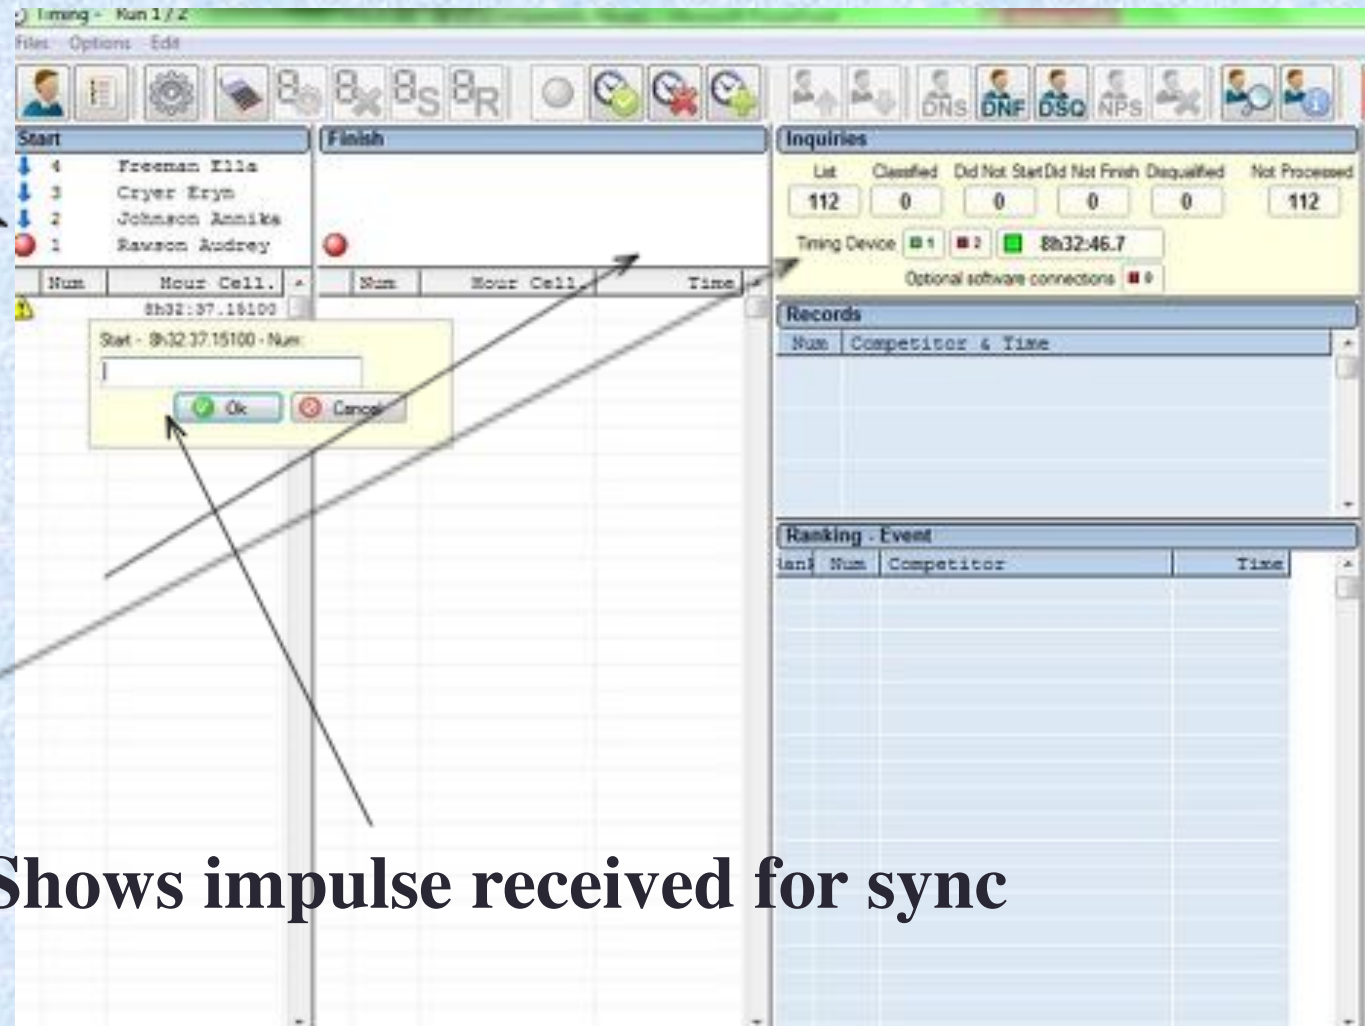 Timing - Run 1 / 2
Files Options Edit
8 8 8S 8R DNS DNF DSQ NPS
Start
4 Freeman Ella
3 Cryer Eryn
2 Johnson Annika
1 Rawson Audrey
Num Hour Cell.
8h32:37.15100
Start - 8h32:37.15100 - Num:
Ok Cancel
Finish
Num Hour Cell. Time
Inquiries
List Classified Did Not Start Did Not Finish Disqualified Not Processed
112 0 0 0 0 112
Timing Device 1 2 8h32:46.7
Optional software connections 0
Records
Num Competitor & Time
Ranking - Event
Num Competitor Time
Shows impulse received for sync